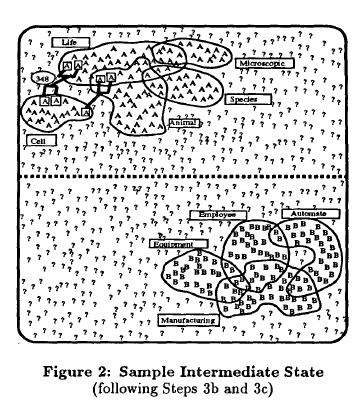 Life
Microscopic
348
Species
Animal
Cell
Employee
Automate
Equipment
Manufacturing
Figure 2: Sample Intermediate State
(following Steps 3b and 3c)